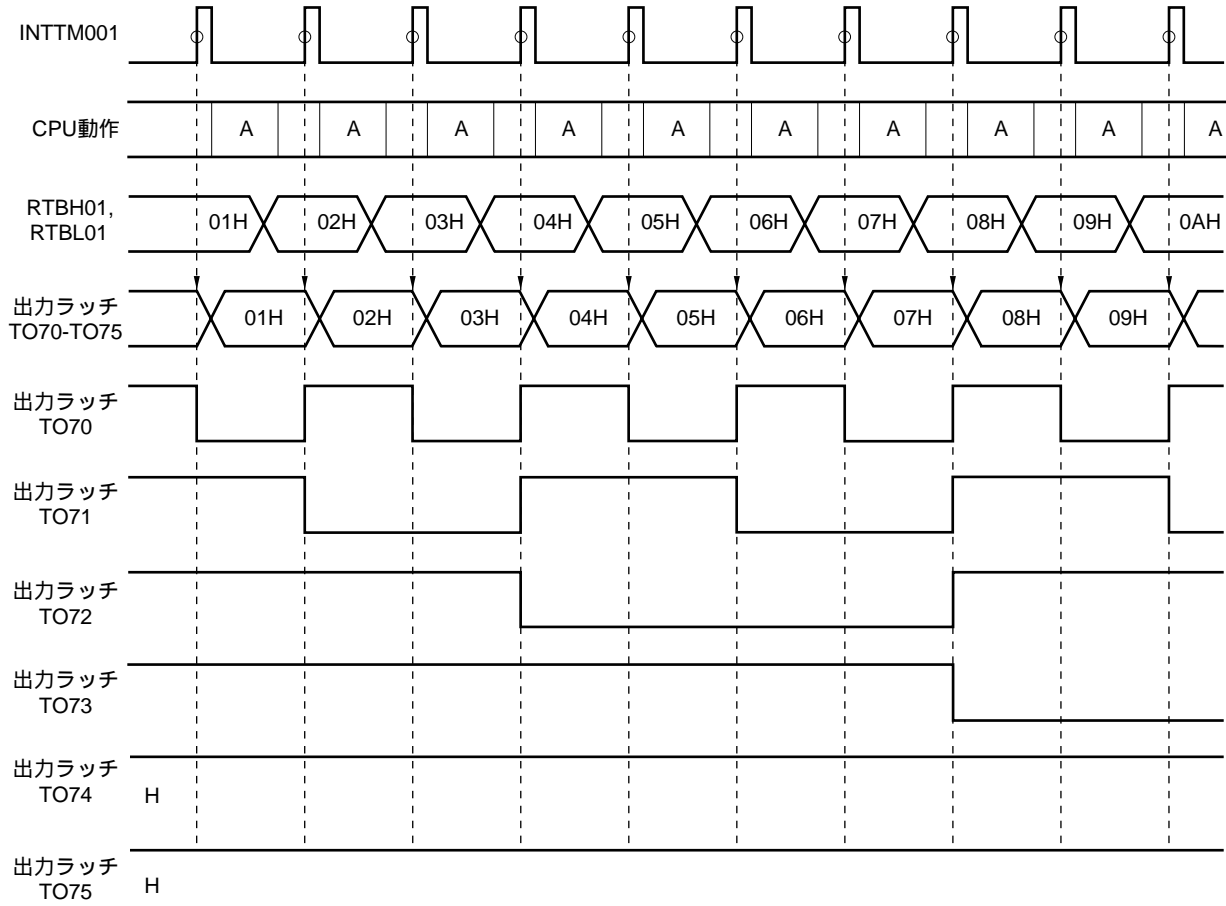 INTTM001
CPU動作
A A A A A A A A A A
RTBH01,
RTBL01
01H 02H 03H 04H 05H 06H 07H 08H 09H 0AH
出力ラッチ
TO70-TO75
01H 02H 03H 04H 05H 06H 07H 08H 09H
出力ラッチ
TO70
出力ラッチ
TO71
出力ラッチ
TO72
出力ラッチ
TO73
出力ラッチ
TO74
H
出力ラッチ
TO75
H